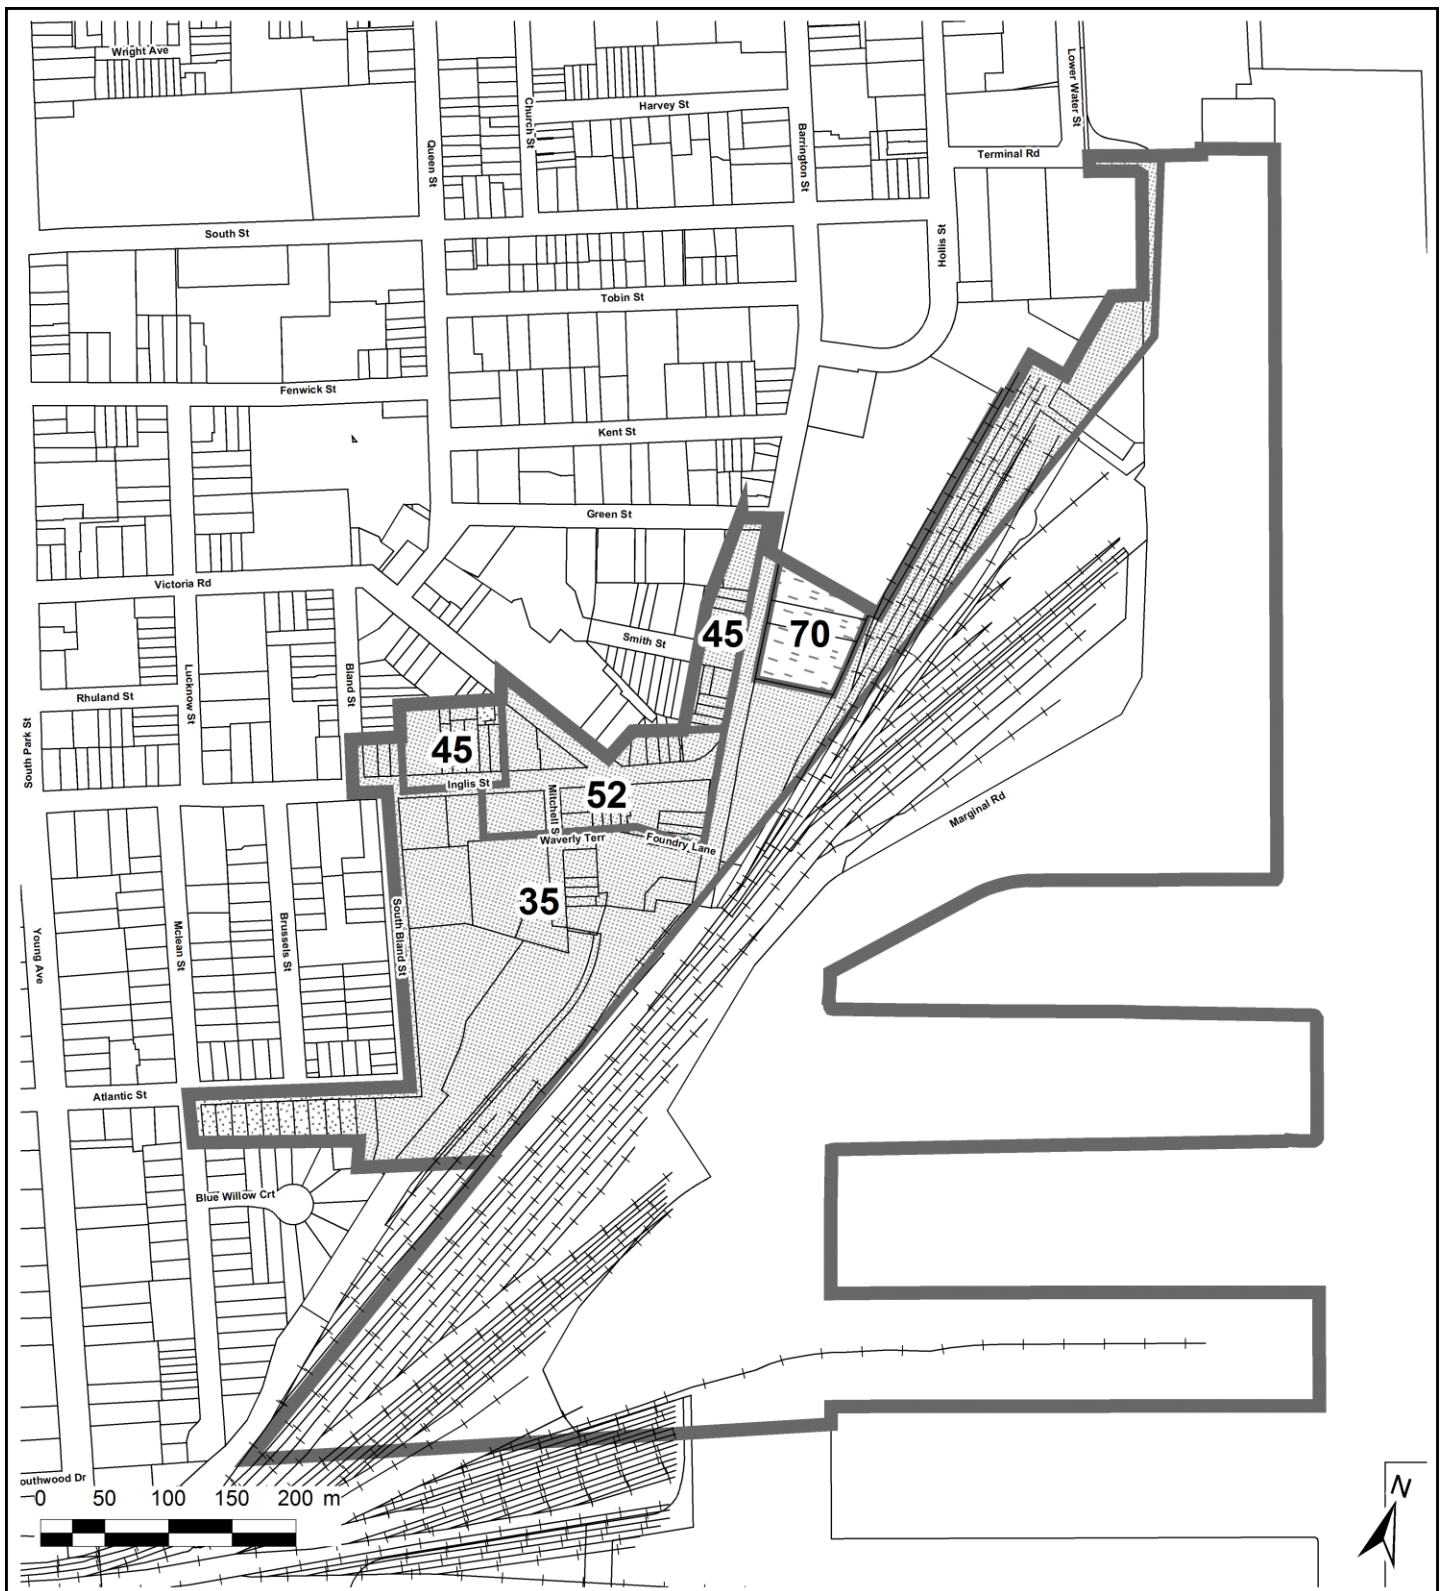 Wright Ave
Harvey St
Church St
Lower Water St
Queen St
Barrington St
Terminal Rd
South St
Hollis St
Tobin St
Fenwick St
Kent St
Green St
Victoria Rd
Smith St
45
70
Bland St
Lucknow St
Rhuland St
South Park St
45
Inglis St
52
Mitchell S
Waverly Terr
Foundry Lane
Marginal Rd
35
South Bland St
Young Ave
Mclean St
Brussels St
Atlantic St
Blue Willow Crt
outhwood Dr
0 50 100 150 200 m
N